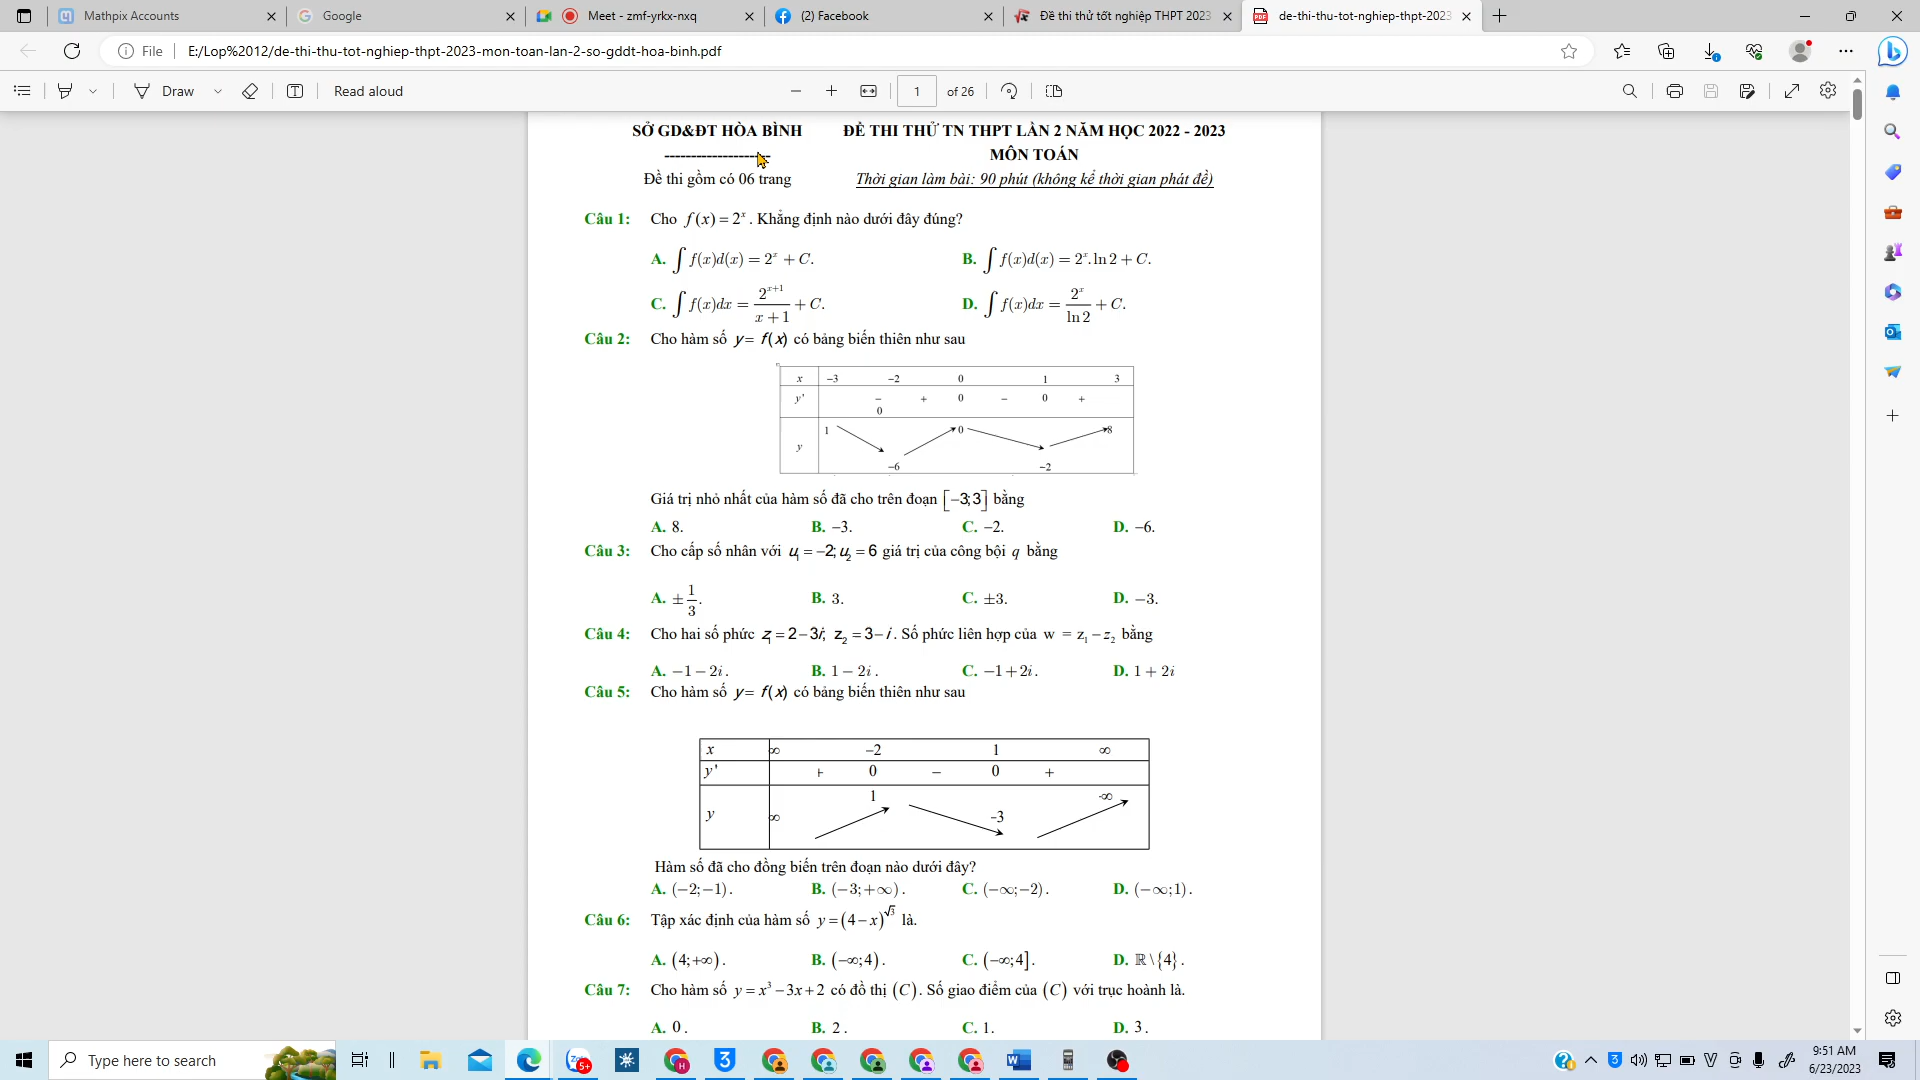 Mathpix Accounts
Google
Meet - zmf-yrkx-nxq
(2) Facebook
Đề thi thử tốt nghiệp THPT 2023
de-thi-thu-tot-nghiep-thpt-2023
File
E:/Lop%2012/de-thi-thu-tot-nghiep-thpt-2023-mon-toan-lan-2-so-gddt-hoa-binh.pdf
Draw
Read aloud
1 of 26
SỞ GD&ĐT HÒA BÌNH ĐỀ THI THỬ TN THPT LẦN 2 NĂM HỌC 2022 - 2023
-------------------- MÔN TOÁN
Đề thi gồm có 06 trang Thời gian làm bài: 90 phút (không kể thời gian phát đề)
Câu 1: Cho f(x) = 2^x. Khẳng định nào dưới đây đúng?
A. ∫ f(x)d(x) = 2^x + C. B. ∫ f(x)d(x) = 2^x.ln 2 + C.
C. ∫ f(x)dx = 2^{x+1}/(x+1) + C. D. ∫ f(x)dx = 2^x/ln 2 + C.
Câu 2: Cho hàm số y= f(x) có bảng biến thiên như sau
x −3 −2 0 1 3
y' − 0 + 0 − 0 +
1 0 8
y
−6 −2
Giá trị nhỏ nhất của hàm số đã cho trên đoạn [−3;3] bằng
A. 8. B. −3. C. −2. D. −6.
Câu 3: Cho cấp số nhân với u₁ = −2; u₂ = 6 giá trị của công bội q bằng
A. ±1/3. B. 3. C. ±3. D. −3.
Câu 4: Cho hai số phức z₁ = 2−3i; z₂ = 3−i. Số phức liên hợp của w = z₁ − z₂ bằng
A. −1 − 2i. B. 1 − 2i. C. −1 + 2i. D. 1 + 2i
Câu 5: Cho hàm số y= f(x) có bảng biến thiên như sau
x ∞ −2 1 ∞
y' + 0 − 0 +
1 ∞
y ∞ −3
Hàm số đã cho đồng biến trên đoạn nào dưới đây?
A. (−2;−1). B. (−3;+∞). C. (−∞;−2). D. (−∞;1).
Câu 6: Tập xác định của hàm số y = (4−x)^{√3} là.
A. (4;+∞). B. (−∞;4). C. (−∞;4]. D. ℝ\{4}.
Câu 7: Cho hàm số y = x³ −3x+2 có đồ thị (C). Số giao điểm của (C) với trục hoành là.
A. 0. B. 2. C. 1. D. 3.
Type here to search
9:51 AM
6/23/2023